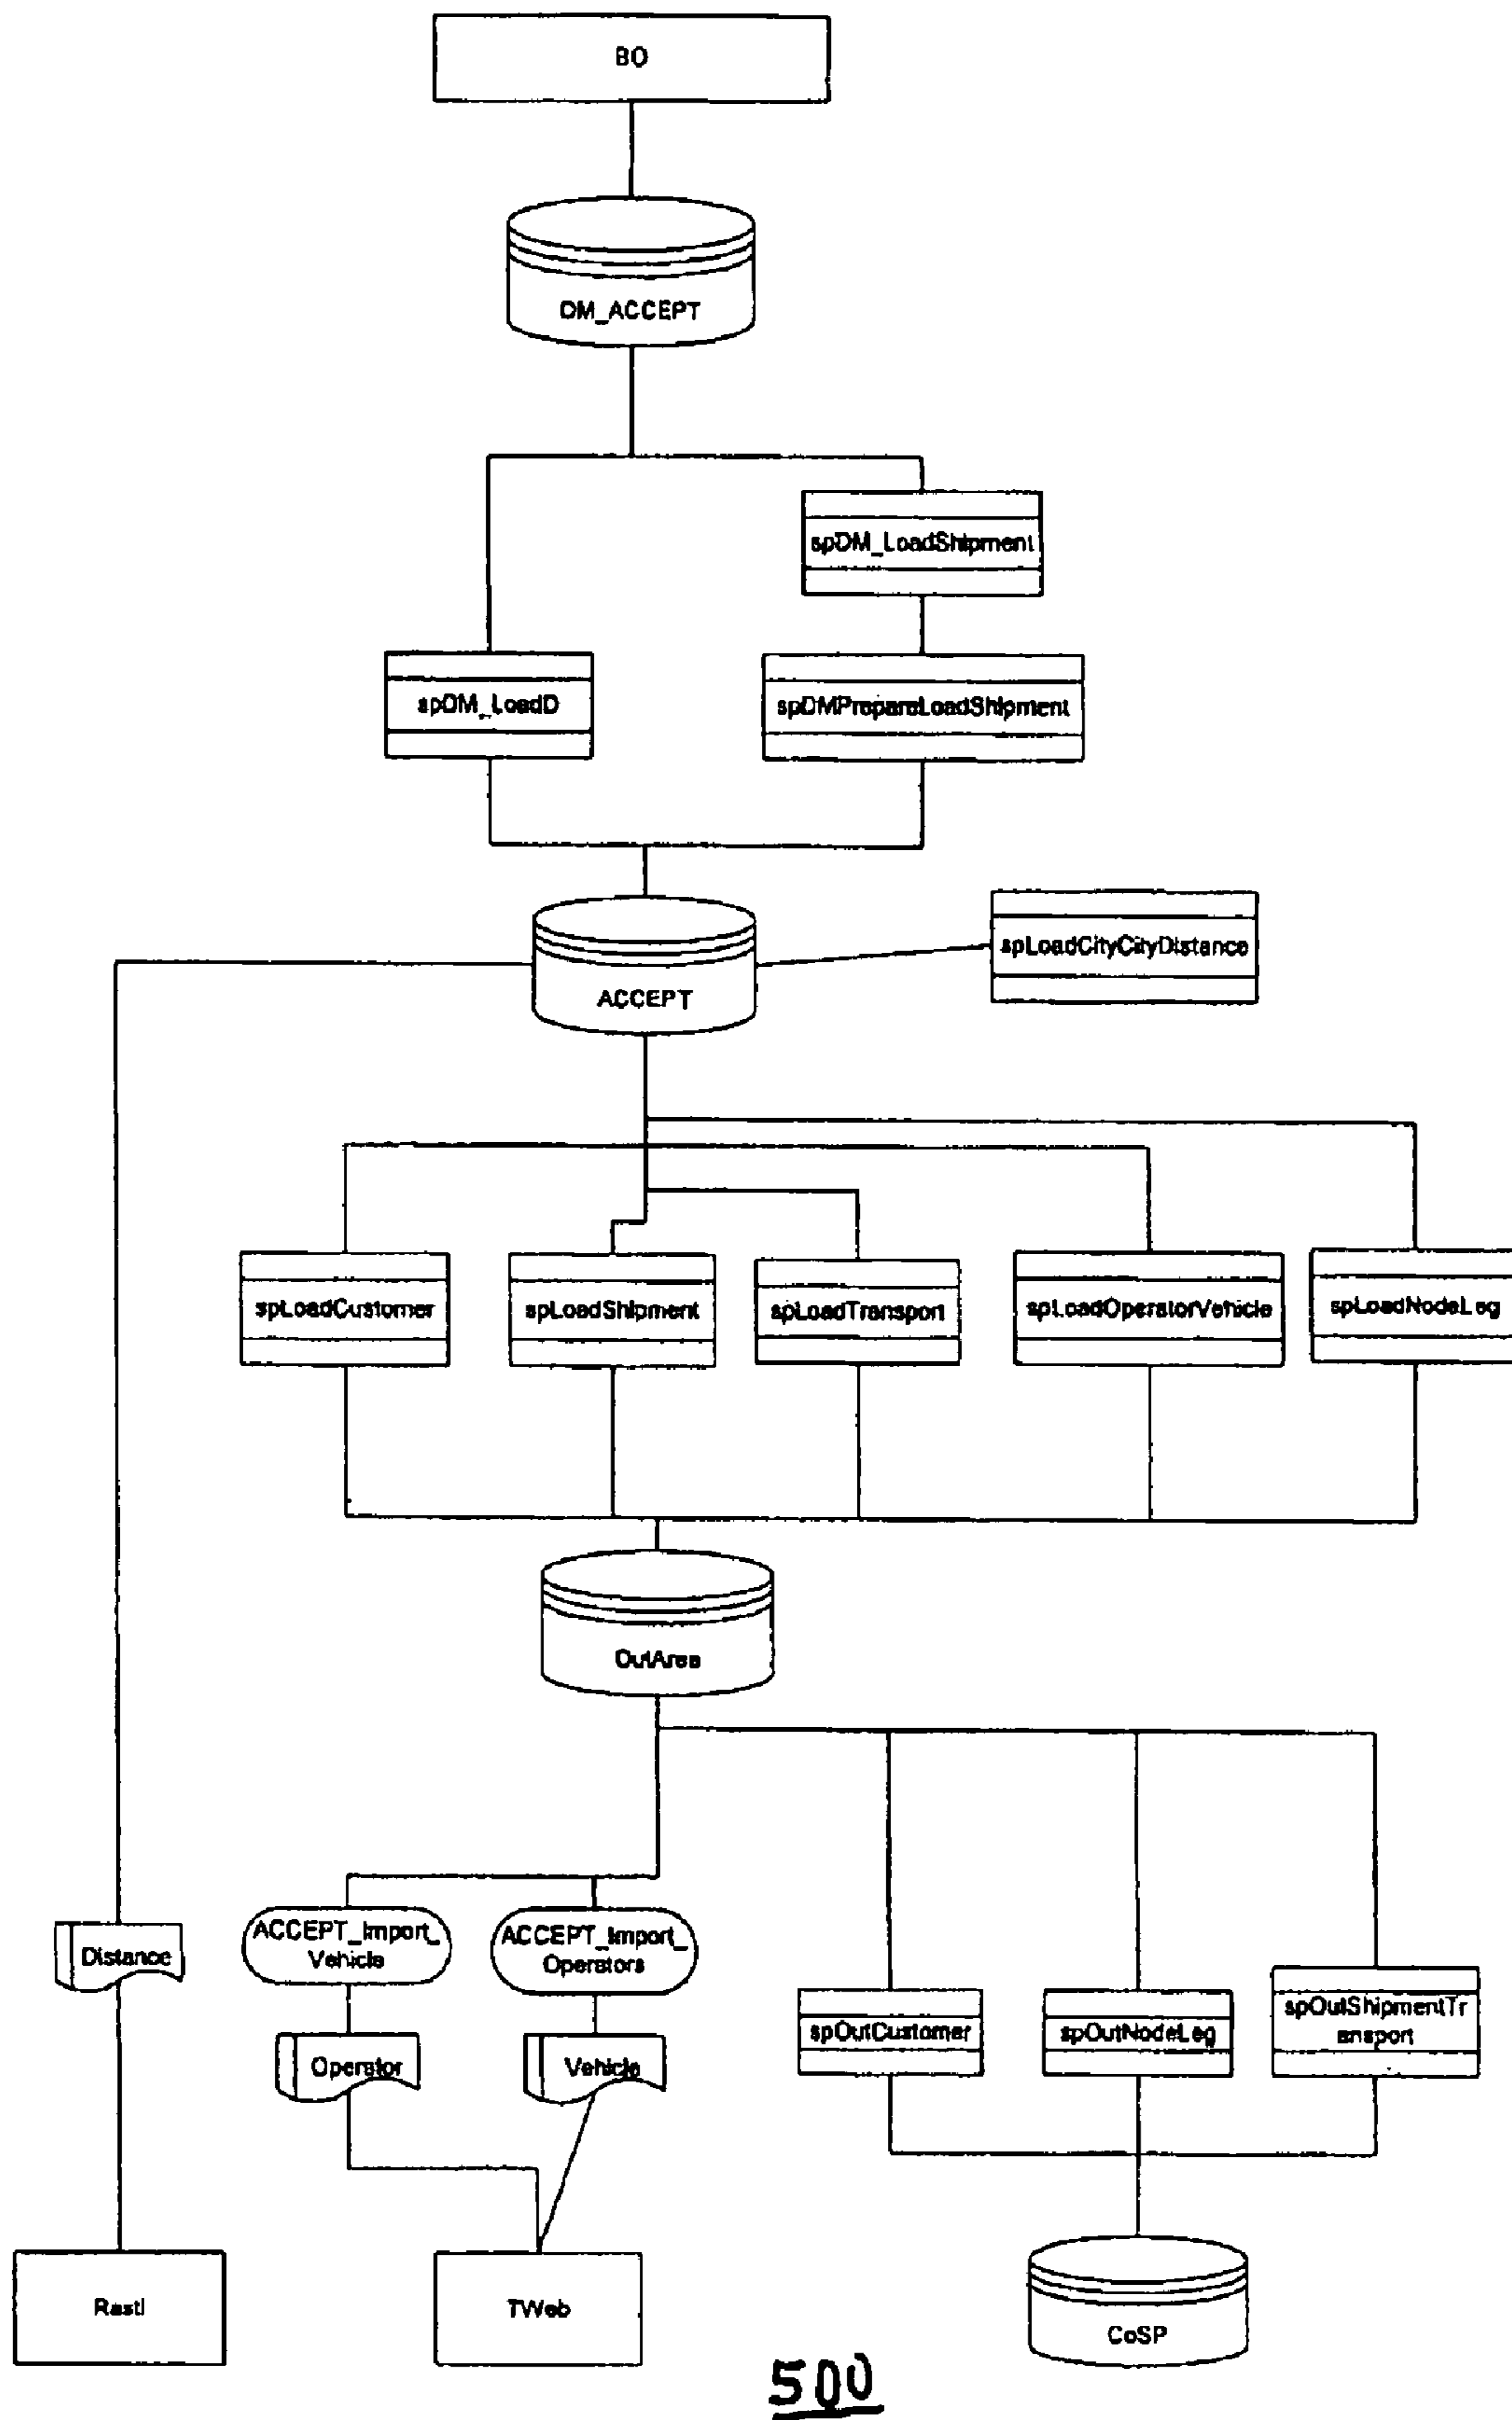 BO
DM_ACCEPT
spDM_LoadShipment
spDM_LoadD
spDMPrepareLoadShipment
spLoadCityCityDistance
ACCEPT
spLoadCustomer
spLoadShipment
spLoadTransport
spLoadOperatorVehicle
spLoadNodeLeg
OutArea
ACCEPT_Import_
Vehicle
ACCEPT_Import_
Operators
Distance
spOutCustomer
spOutNodeLeg
spOutShipmentTr
ansport
Operator
Vehicle
RastI
TWeb
CoSP
500